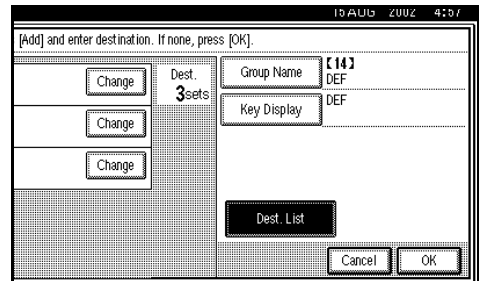 15 AUG 2002 4:57
[Add] and enter destination. If none, press [OK].
Change
Dest.
3sets
Group Name
【14】
DEF
Change
Key Display
DEF
Change
Dest. List
Cancel
OK